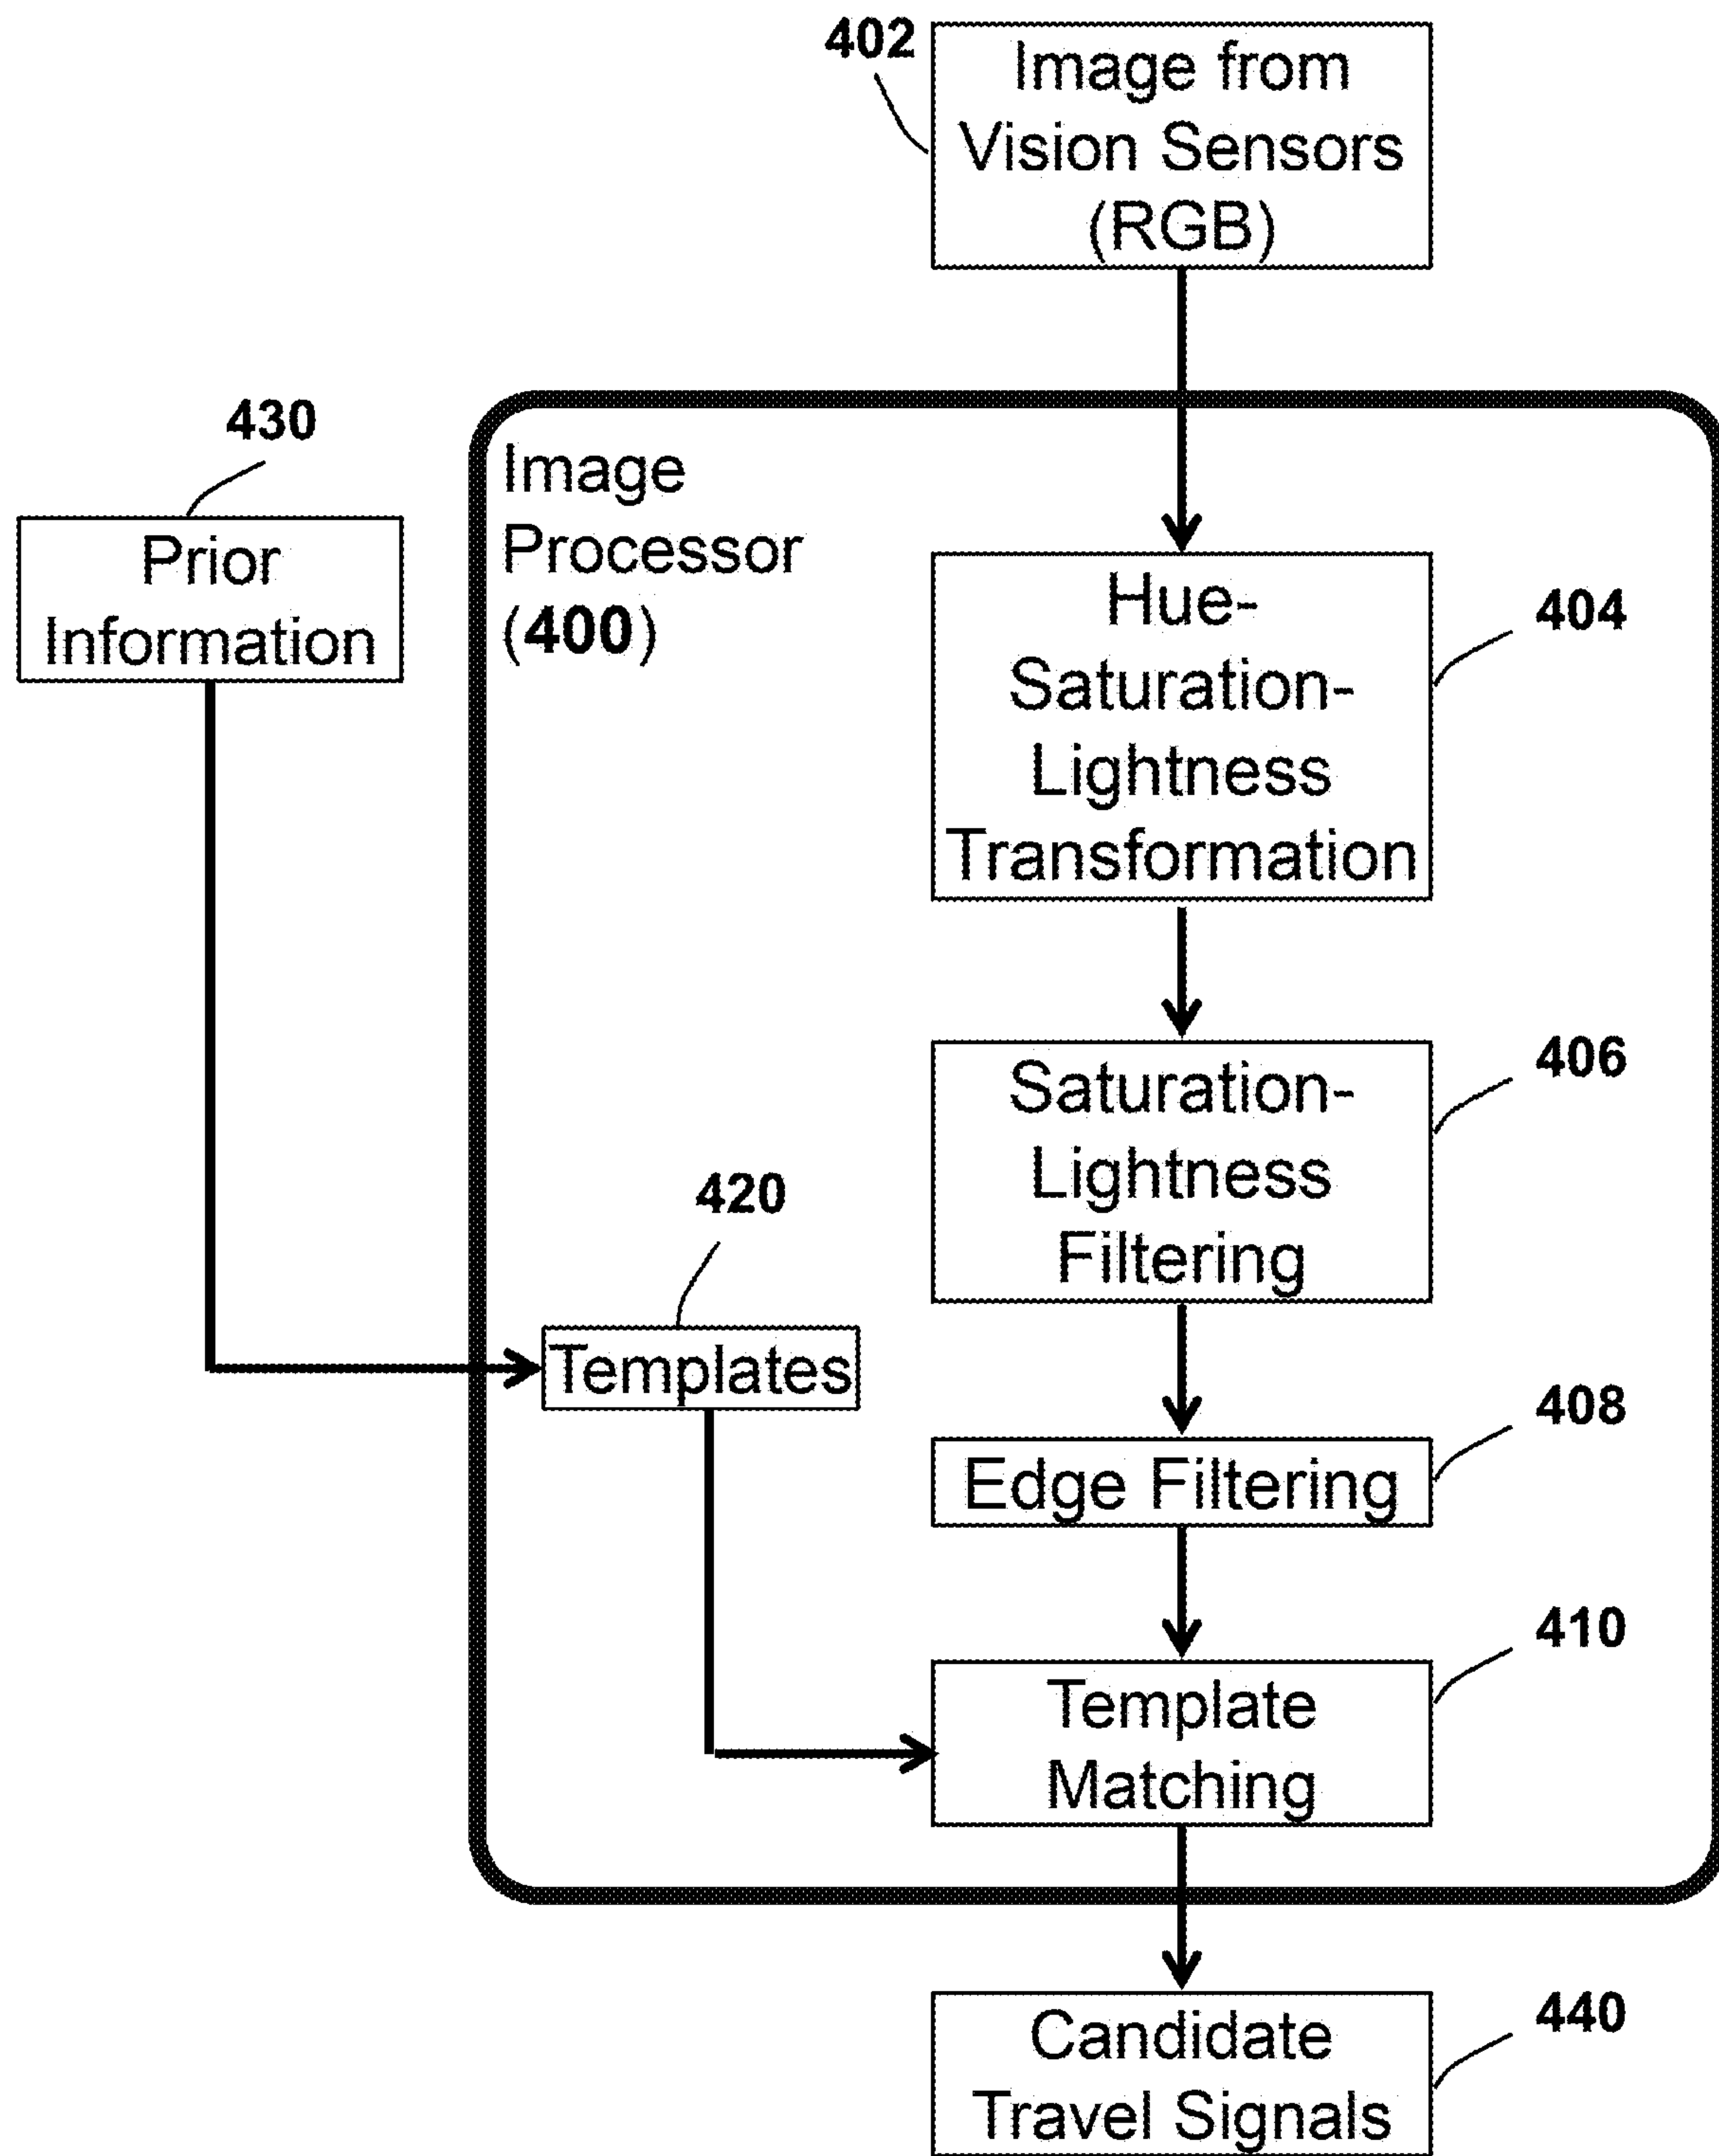 402
Image from
Vision Sensors
(RGB)
430
Prior
Information
Image
Processor
(400)
Hue-
Saturation-
Lightness
Transformation
404
Saturation-
Lightness
Filtering
406
420
Templates
Edge Filtering
408
Template
Matching
410
Candidate
Travel Signals
440